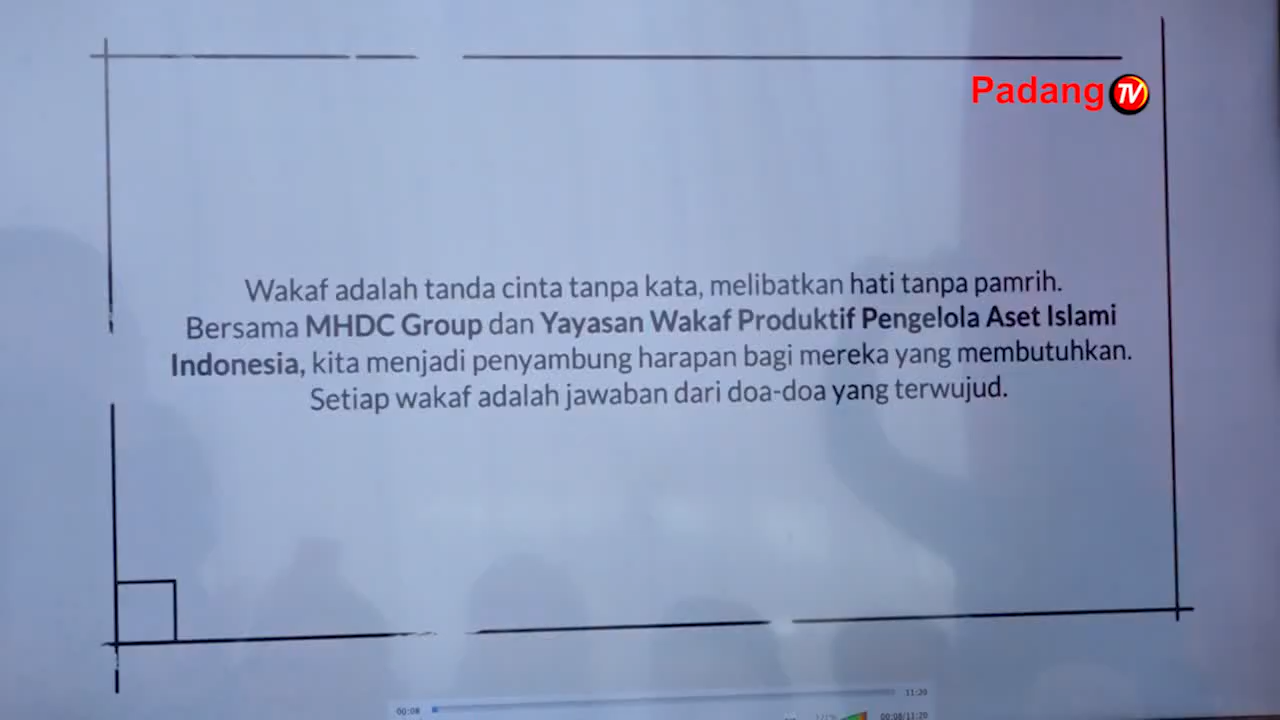 Padang TV
Wakaf adalah tanda cinta tanpa kata, melibatkan hati tanpa pamrih.
Bersama MHDC Group dan Yayasan Wakaf Produktif Pengelola Aset Islami
Indonesia, kita menjadi penyambung harapan bagi mereka yang membutuhkan.
Setiap wakaf adalah jawaban dari doa-doa yang terwujud.
11:20
00:08
00:08/11:20